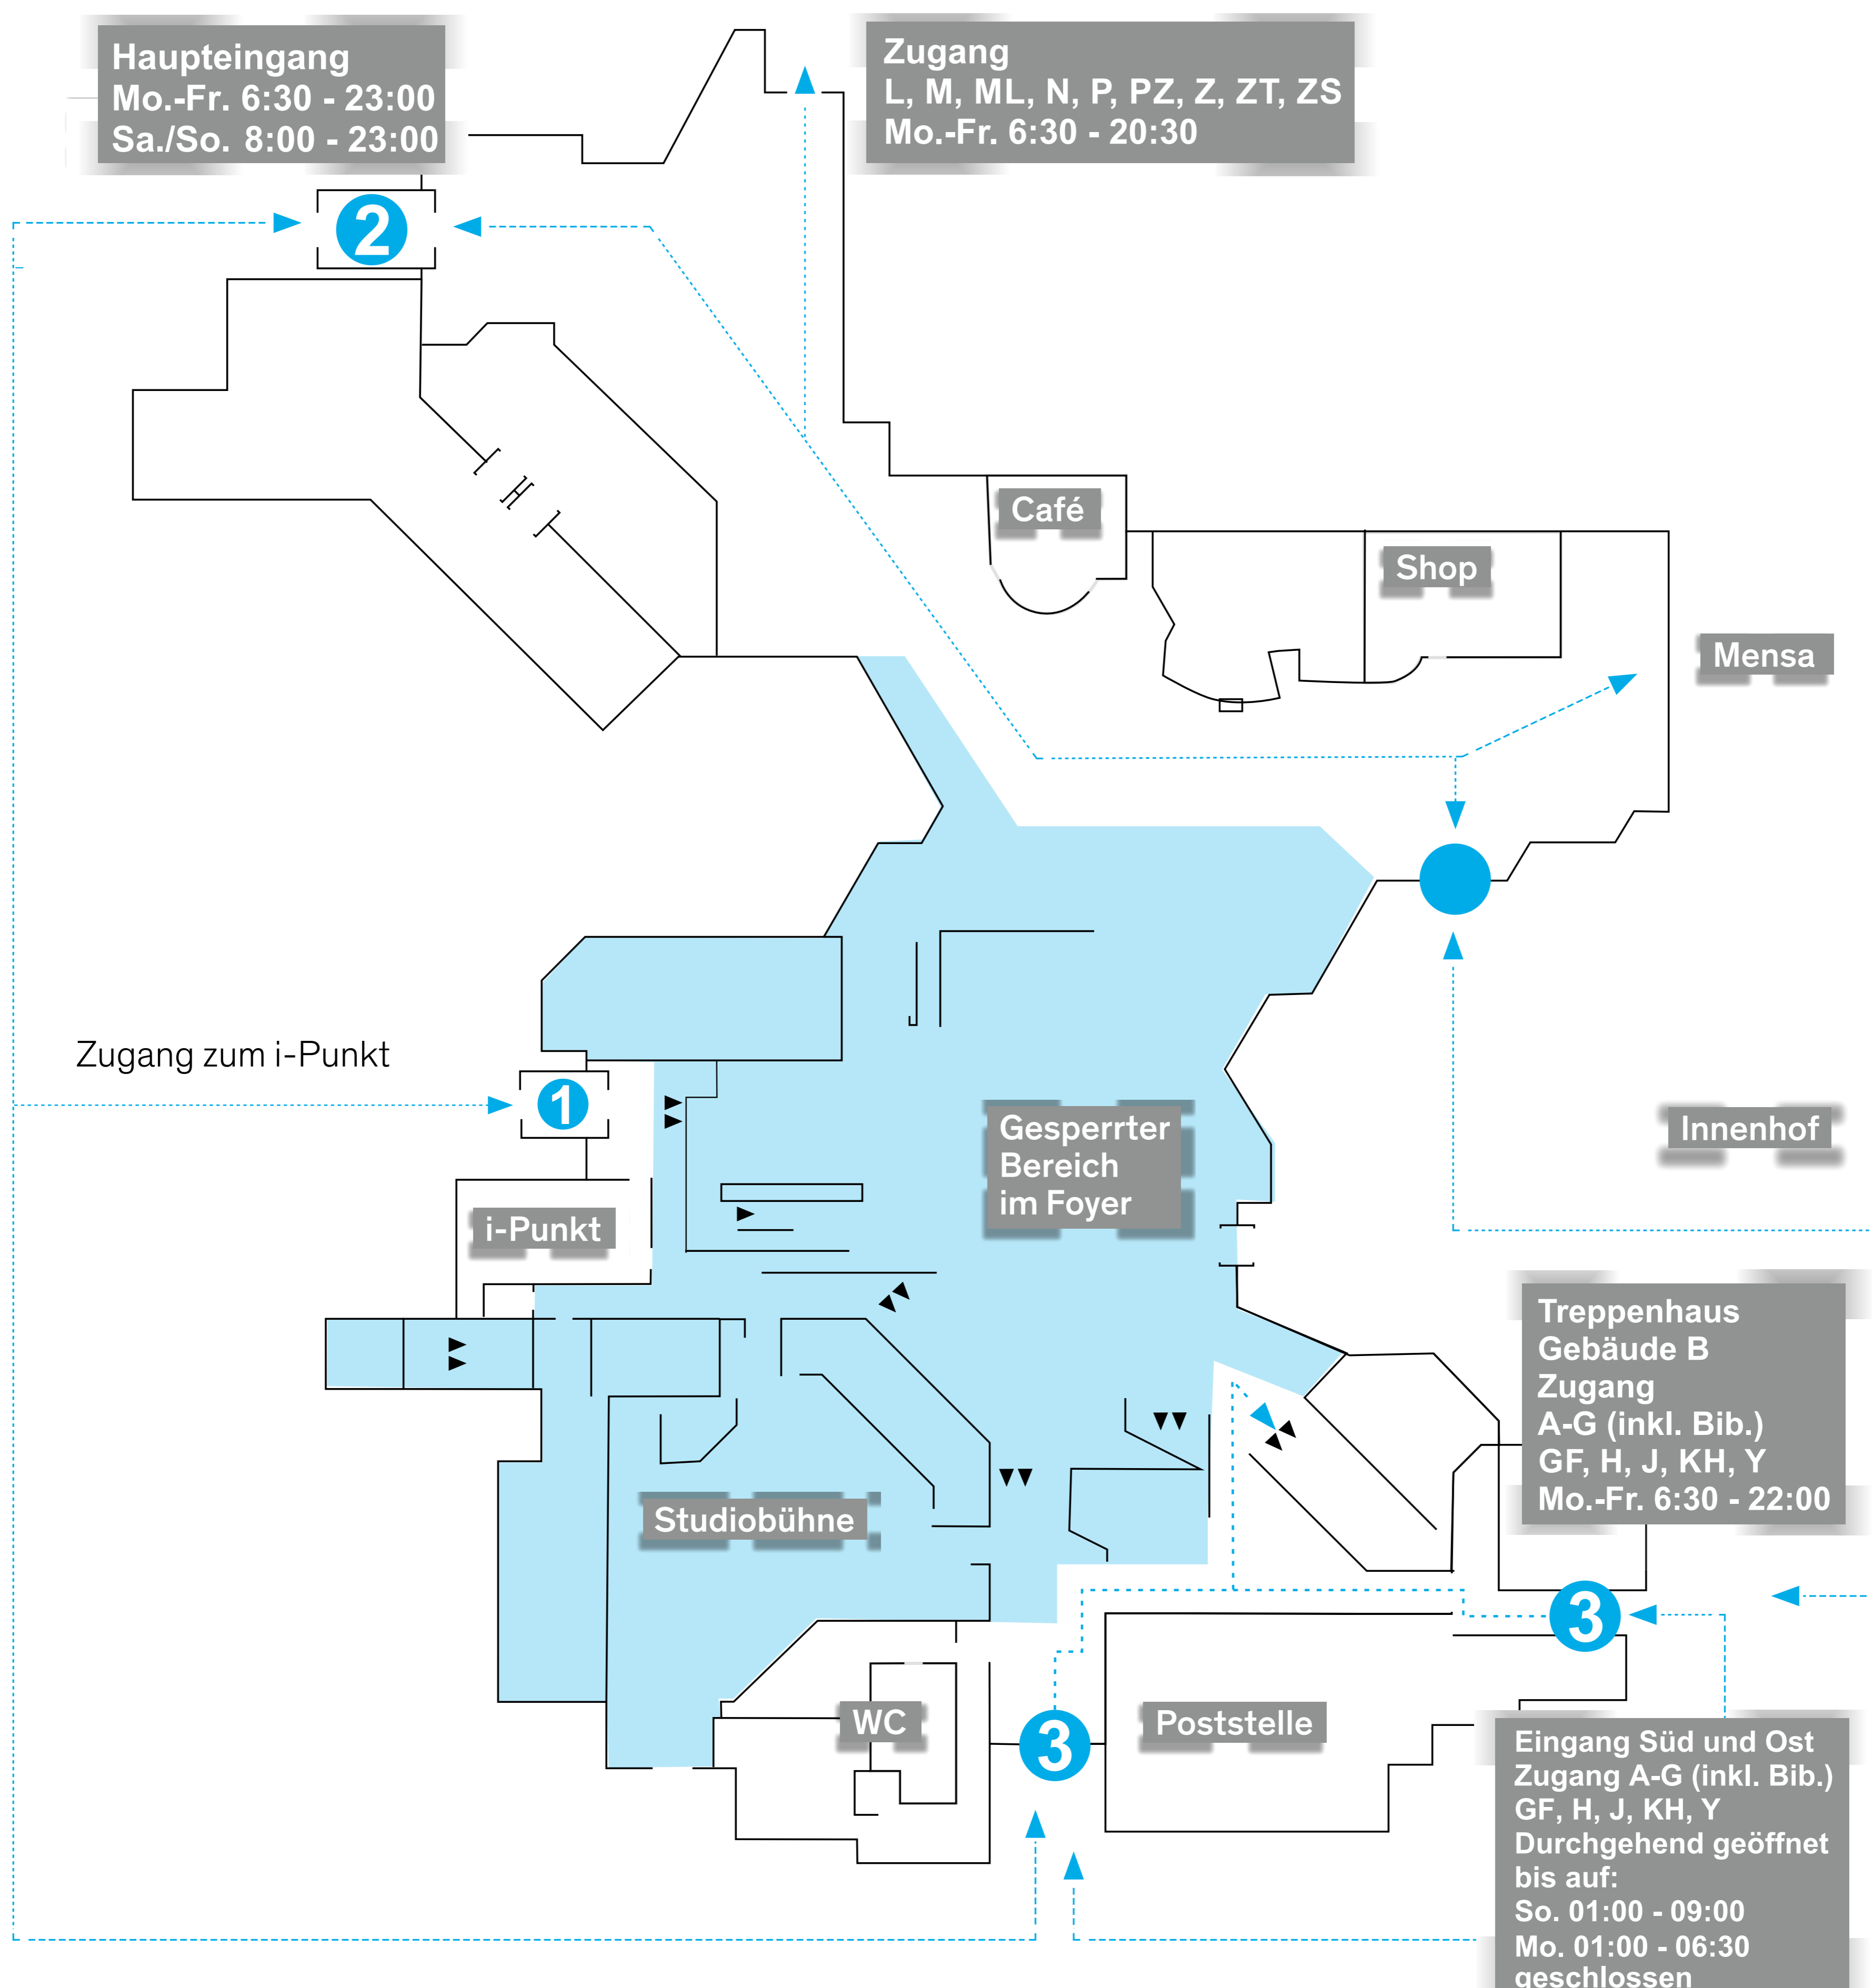 Haupteingang
Mo.-Fr. 6:30 - 23:00
Sa./So. 8:00 - 23:00
Zugang
L, M, ML, N, P, PZ, Z, ZT, ZS
Mo.-Fr. 6:30 - 20:30
2
Café
Shop
Mensa
Zugang zum i-Punkt
1
Gesperrter
Bereich
im Foyer
Innenhof
i-Punkt
Treppenhaus
Gebäude B
Zugang
A-G (inkl. Bib.)
GF, H, J, KH, Y
Mo.-Fr. 6:30 - 22:00
Studiobühne
3
WC
3
Poststelle
Eingang Süd und Ost
Zugang A-G (inkl. Bib.)
GF, H, J, KH, Y
Durchgehend geöffnet
bis auf:
So. 01:00 - 09:00
Mo. 01:00 - 06:30
geschlossen